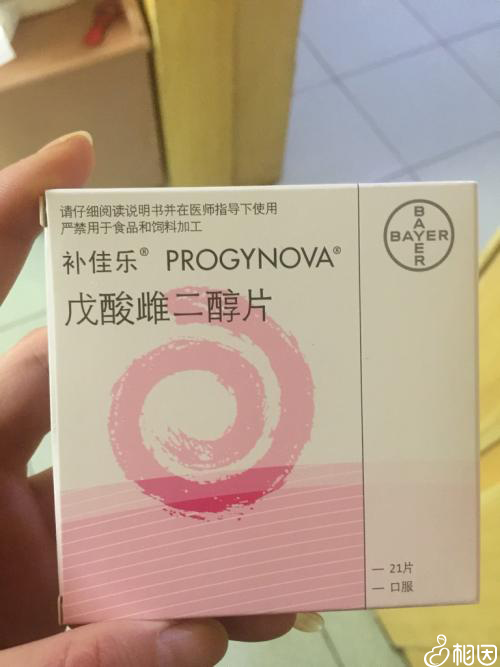 请仔细阅读说明书并在医师指导下使用
严禁用于食品和饲料加工
补佳乐® PROGYNOVA®
戊酸雌二醇片
BAYER
BAYER
— 21片
— 口服
相因